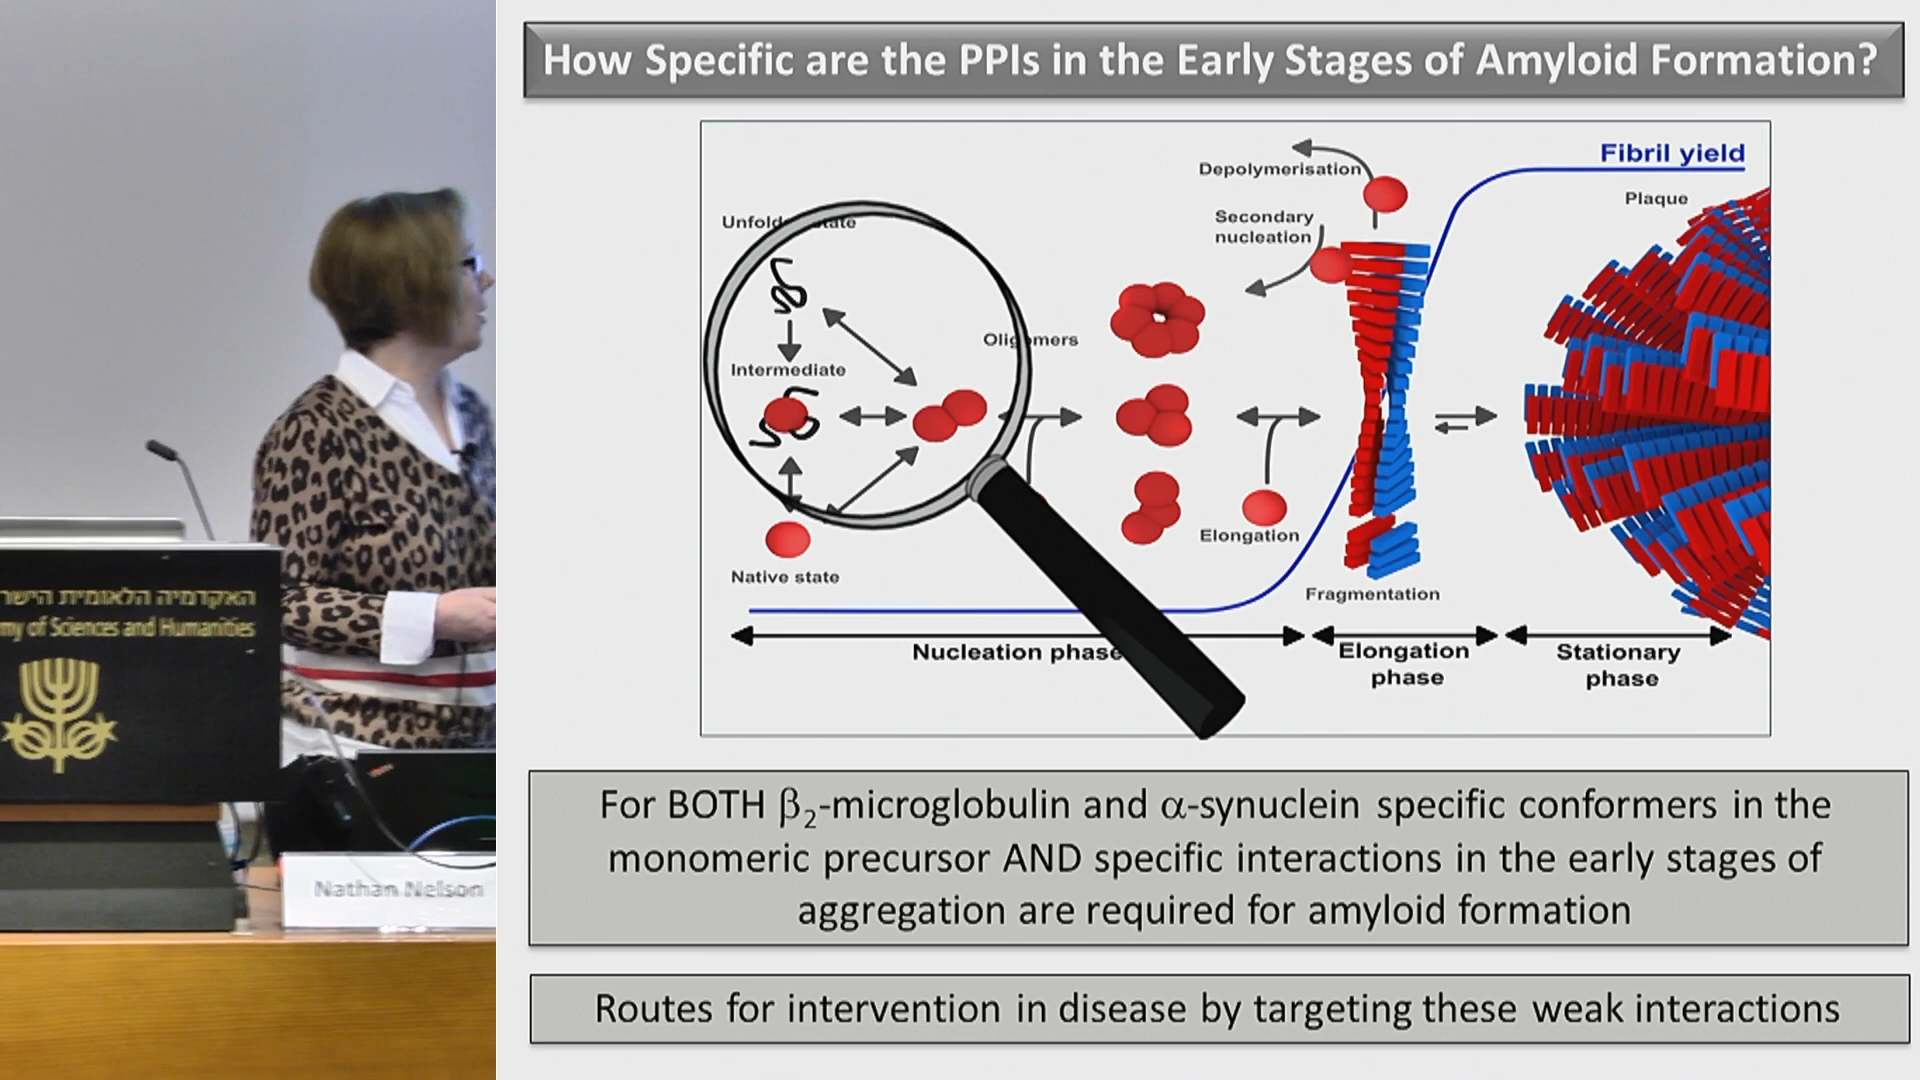 How Specific are the PPIs in the Early Stages of Amyloid Formation?
Fibril yield
Depolymerisation
Plaque
Secondary
nucleation
Oligomers
Intermediate
Elongation
Native state
Fragmentation
Nucleation phase
Elongation
phase
Stationary
phase
For BOTH β₂-microglobulin and α-synuclein specific conformers in the
monomeric precursor AND specific interactions in the early stages of
aggregation are required for amyloid formation
Routes for intervention in disease by targeting these weak interactions
האקדמיה הלאומית הישר
my of Sciences and Humanities
Nathan Nelson